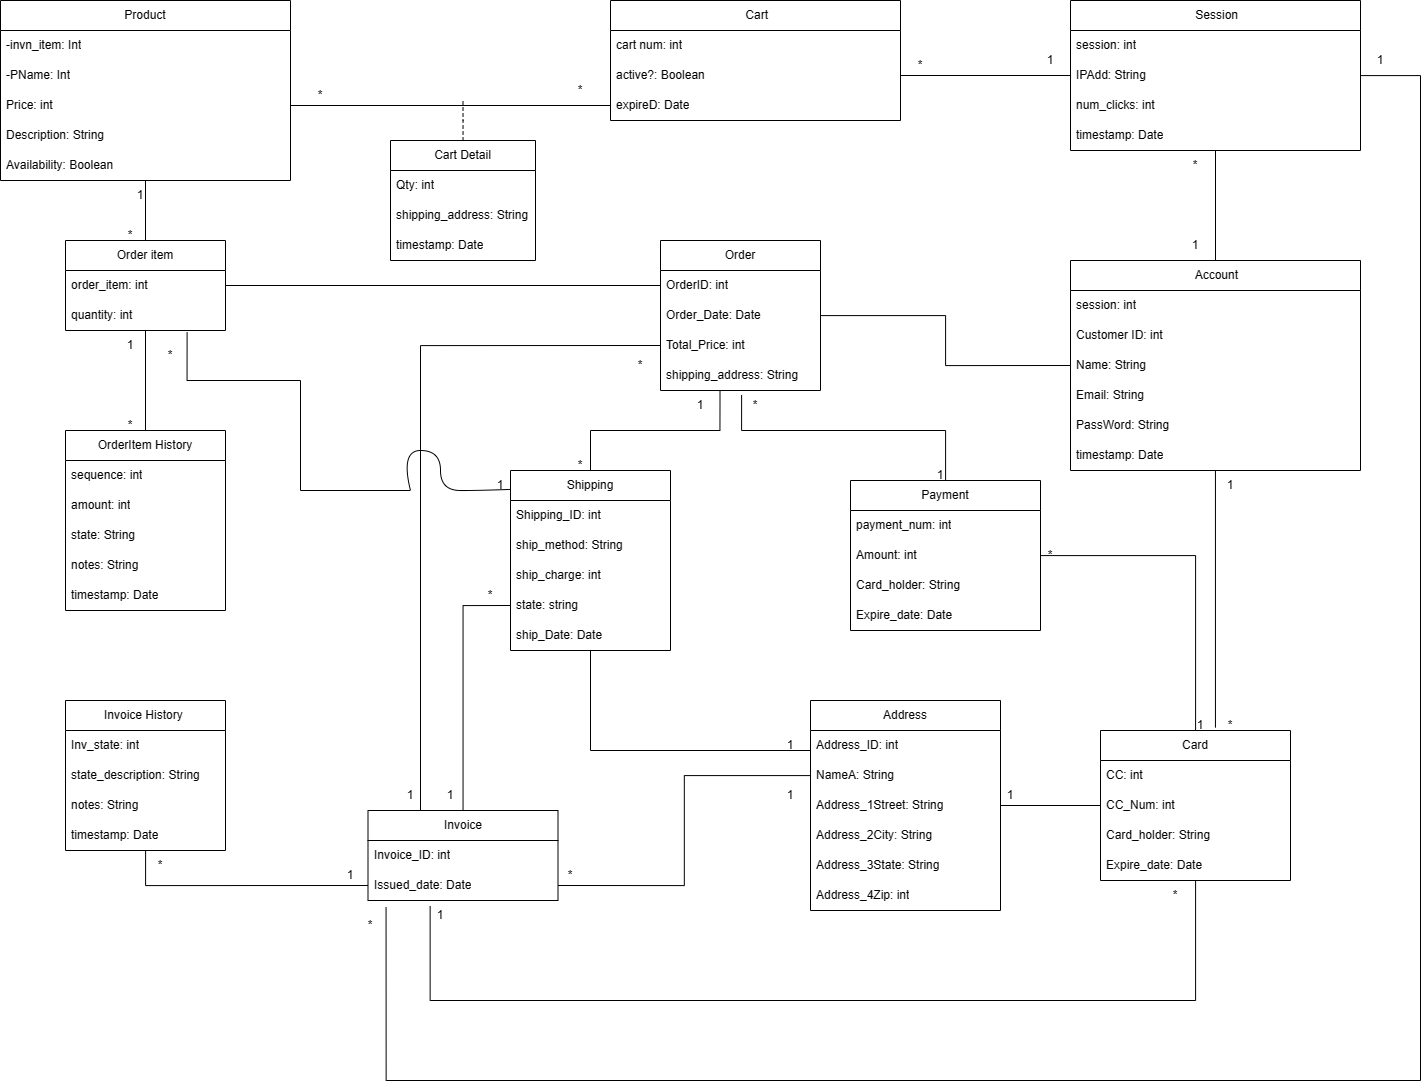 Product
-invn_item: Int
-PName: Int
Price: int
Description: String
Availability: Boolean
Cart
cart num: int
active?: Boolean
expireD: Date
Session
session: int
IPAdd: String
num_clicks: int
timestamp: Date
*
*
*
1
1
Cart Detail
Qty: int
shipping_address: String
timestamp: Date
1
*
*
1
Order item
order_item: int
quantity: int
Order
OrderID: int
Order_Date: Date
Total_Price: int
shipping_address: String
Account
session: int
Customer ID: int
Name: String
Email: String
PassWord: String
timestamp: Date
1
*
*
1
*
*
OrderItem History
sequence: int
amount: int
state: String
notes: String
timestamp: Date
*
1
Shipping
Shipping_ID: int
ship_method: String
ship_charge: int
state: string
ship_Date: Date
1
Payment
payment_num: int
Amount: int
Card_holder: String
Expire_date: Date
1
*
*
Invoice History
Inv_state: int
state_description: String
notes: String
timestamp: Date
Address
Address_ID: int
NameA: String
Address_1Street: String
Address_2City: String
Address_3State: String
Address_4Zip: int
1
*
Card
CC: int
CC_Num: int
Card_holder: String
Expire_date: Date
1
1
1
1
1
Invoice
Invoice_ID: int
Issued_date: Date
*
1
*
*
*
1